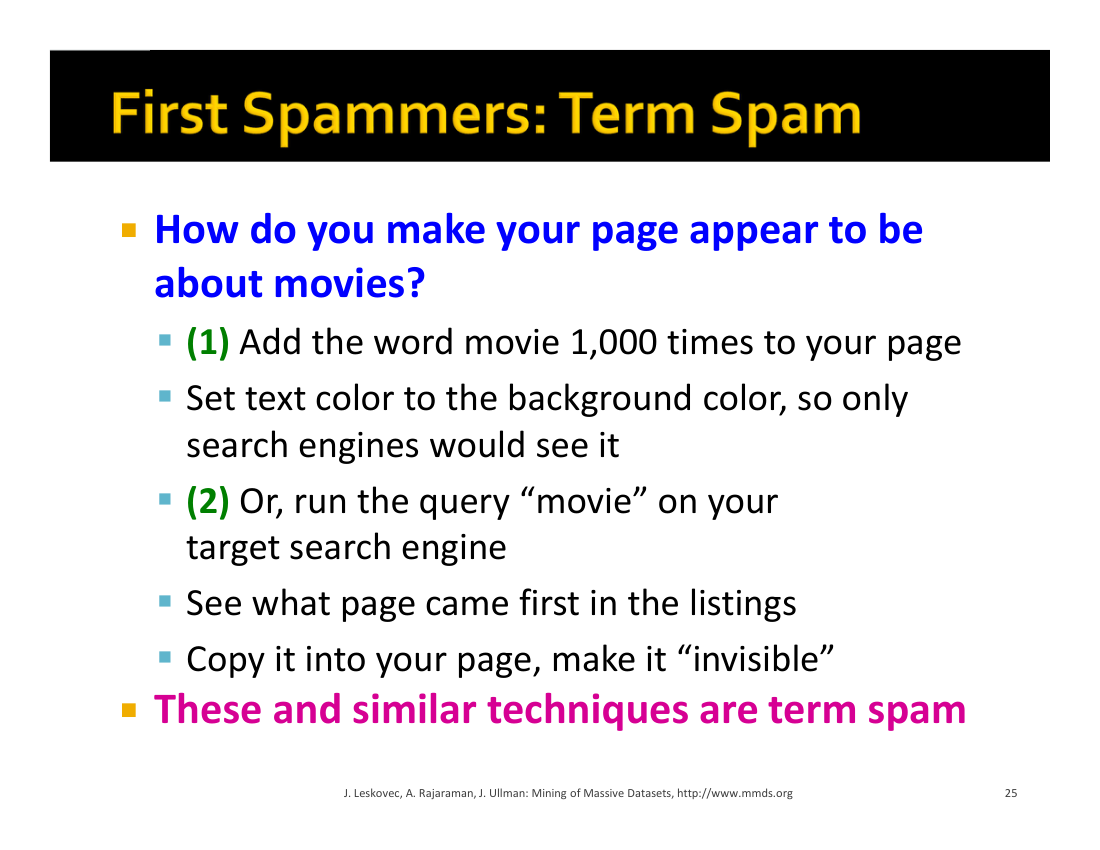 First Spammers: Term Spam
How do you make your page appear to be
about movies?
(1) Add the word movie 1,000 times to your page
Set text color to the background color, so only
search engines would see it
(2) Or, run the query “movie” on your
target search engine
See what page came first in the listings
Copy it into your page, make it “invisible”
These and similar techniques are term spam
J. Leskovec, A. Rajaraman, J. Ullman: Mining of Massive Datasets, http://www.mmds.org
25